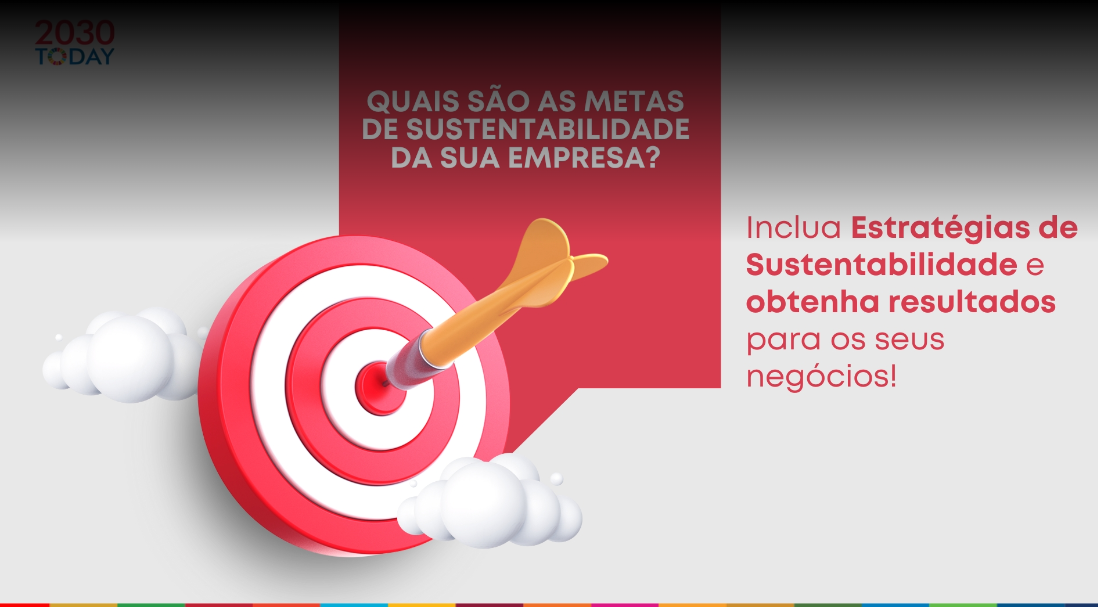 2030
TODAY
QUAIS SÃO AS METAS
DE SUSTENTABILIDADE
DA SUA EMPRESA?
Inclua Estratégias de
Sustentabilidade e
obtenha resultados
para os seus
negócios!